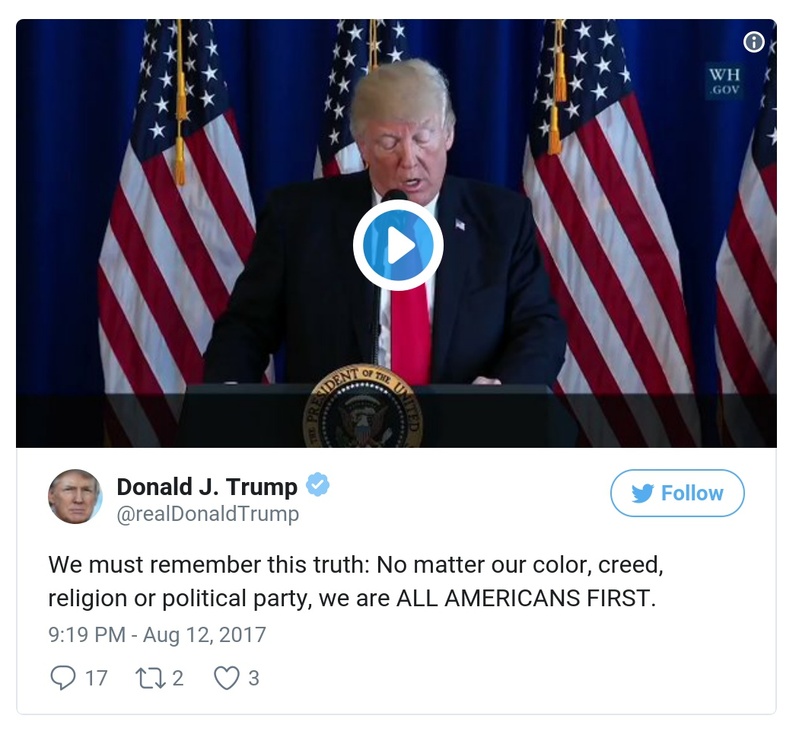 WH
.GOV
PRESIDENT OF THE UNITED
Donald J. Trump
@realDonaldTrump
Follow
We must remember this truth: No matter our color, creed,
religion or political party, we are ALL AMERICANS FIRST.
9:19 PM - Aug 12, 2017
17 2 3